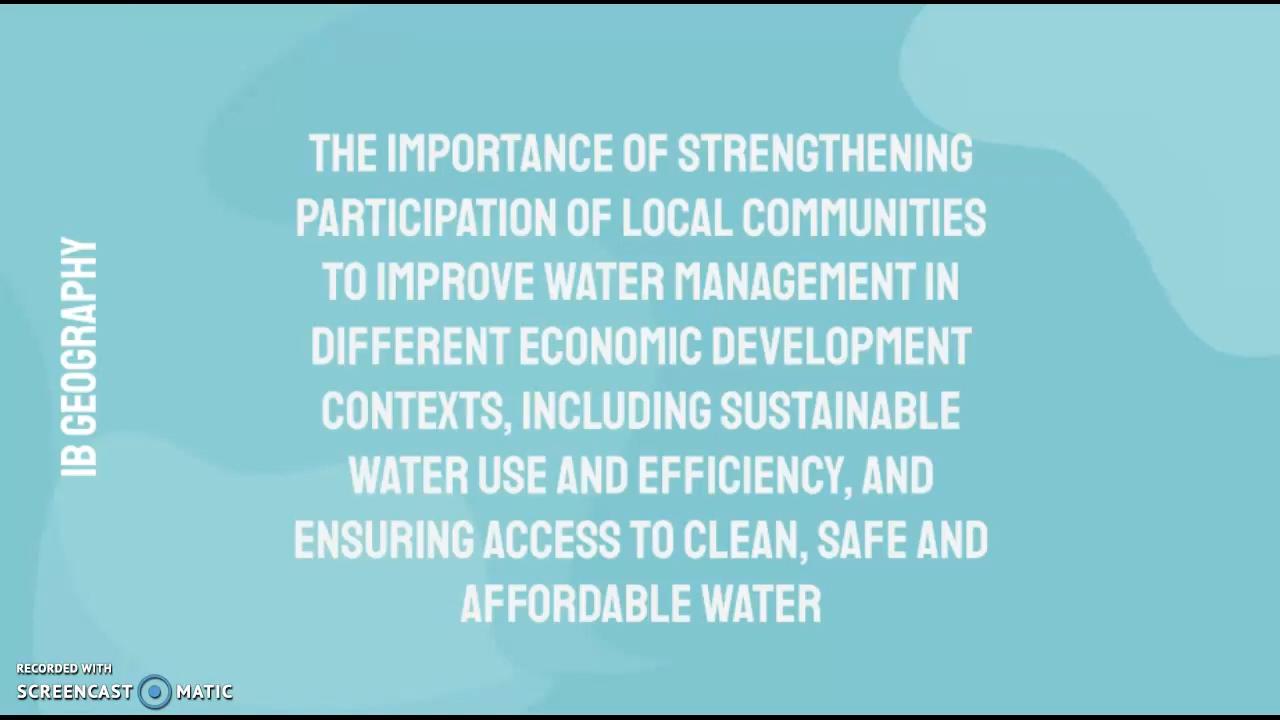 THE IMPORTANCE OF STRENGTHENING
PARTICIPATION OF LOCAL COMMUNITIES
TO IMPROVE WATER MANAGEMENT IN
DIFFERENT ECONOMIC DEVELOPMENT
CONTEXTS, INCLUDING SUSTAINABLE
WATER USE AND EFFICIENCY, AND
ENSURING ACCESS TO CLEAN, SAFE AND
AFFORDABLE WATER
IB GEOGRAPHY
RECORDED WITH
SCREENCAST MATIC